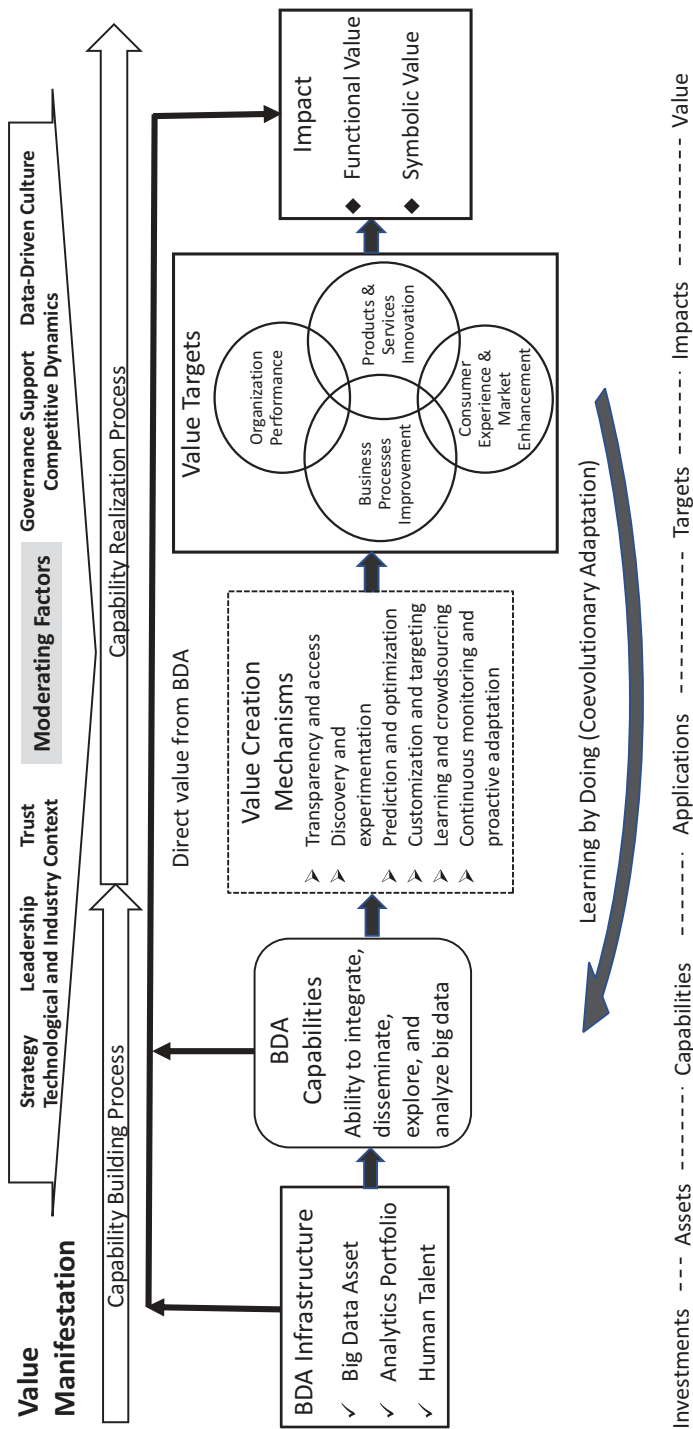 Value
Manifestation
Strategy Leadership Trust
Technological and Industry Context
Moderating Factors
Governance Support Data-Driven Culture
Competitive Dynamics
Capability Building Process
Capability Realization Process
Direct value from BDA
BDA Infrastructure
✓ Big Data Asset
✓ Analytics Portfolio
✓ Human Talent
BDA
Capabilities
Ability to integrate,
disseminate,
explore, and
analyze big data
Value Creation
Mechanisms
➢ Transparency and access
➢ Discovery and
experimentation
➢ Prediction and optimization
➢ Customization and targeting
➢ Learning and crowdsourcing
➢ Continuous monitoring and
proactive adaptation
Value Targets
Organization
Performance
Business
Processes
Improvement
Products &
Services
Innovation
Consumer
Experience &
Market
Enhancement
Impact
◆ Functional Value
◆ Symbolic Value
Learning by Doing (Coevolutionary Adaptation)
Investments --- Assets ------- Capabilities ------- Applications ---------- Targets ------- Impacts ------- Value